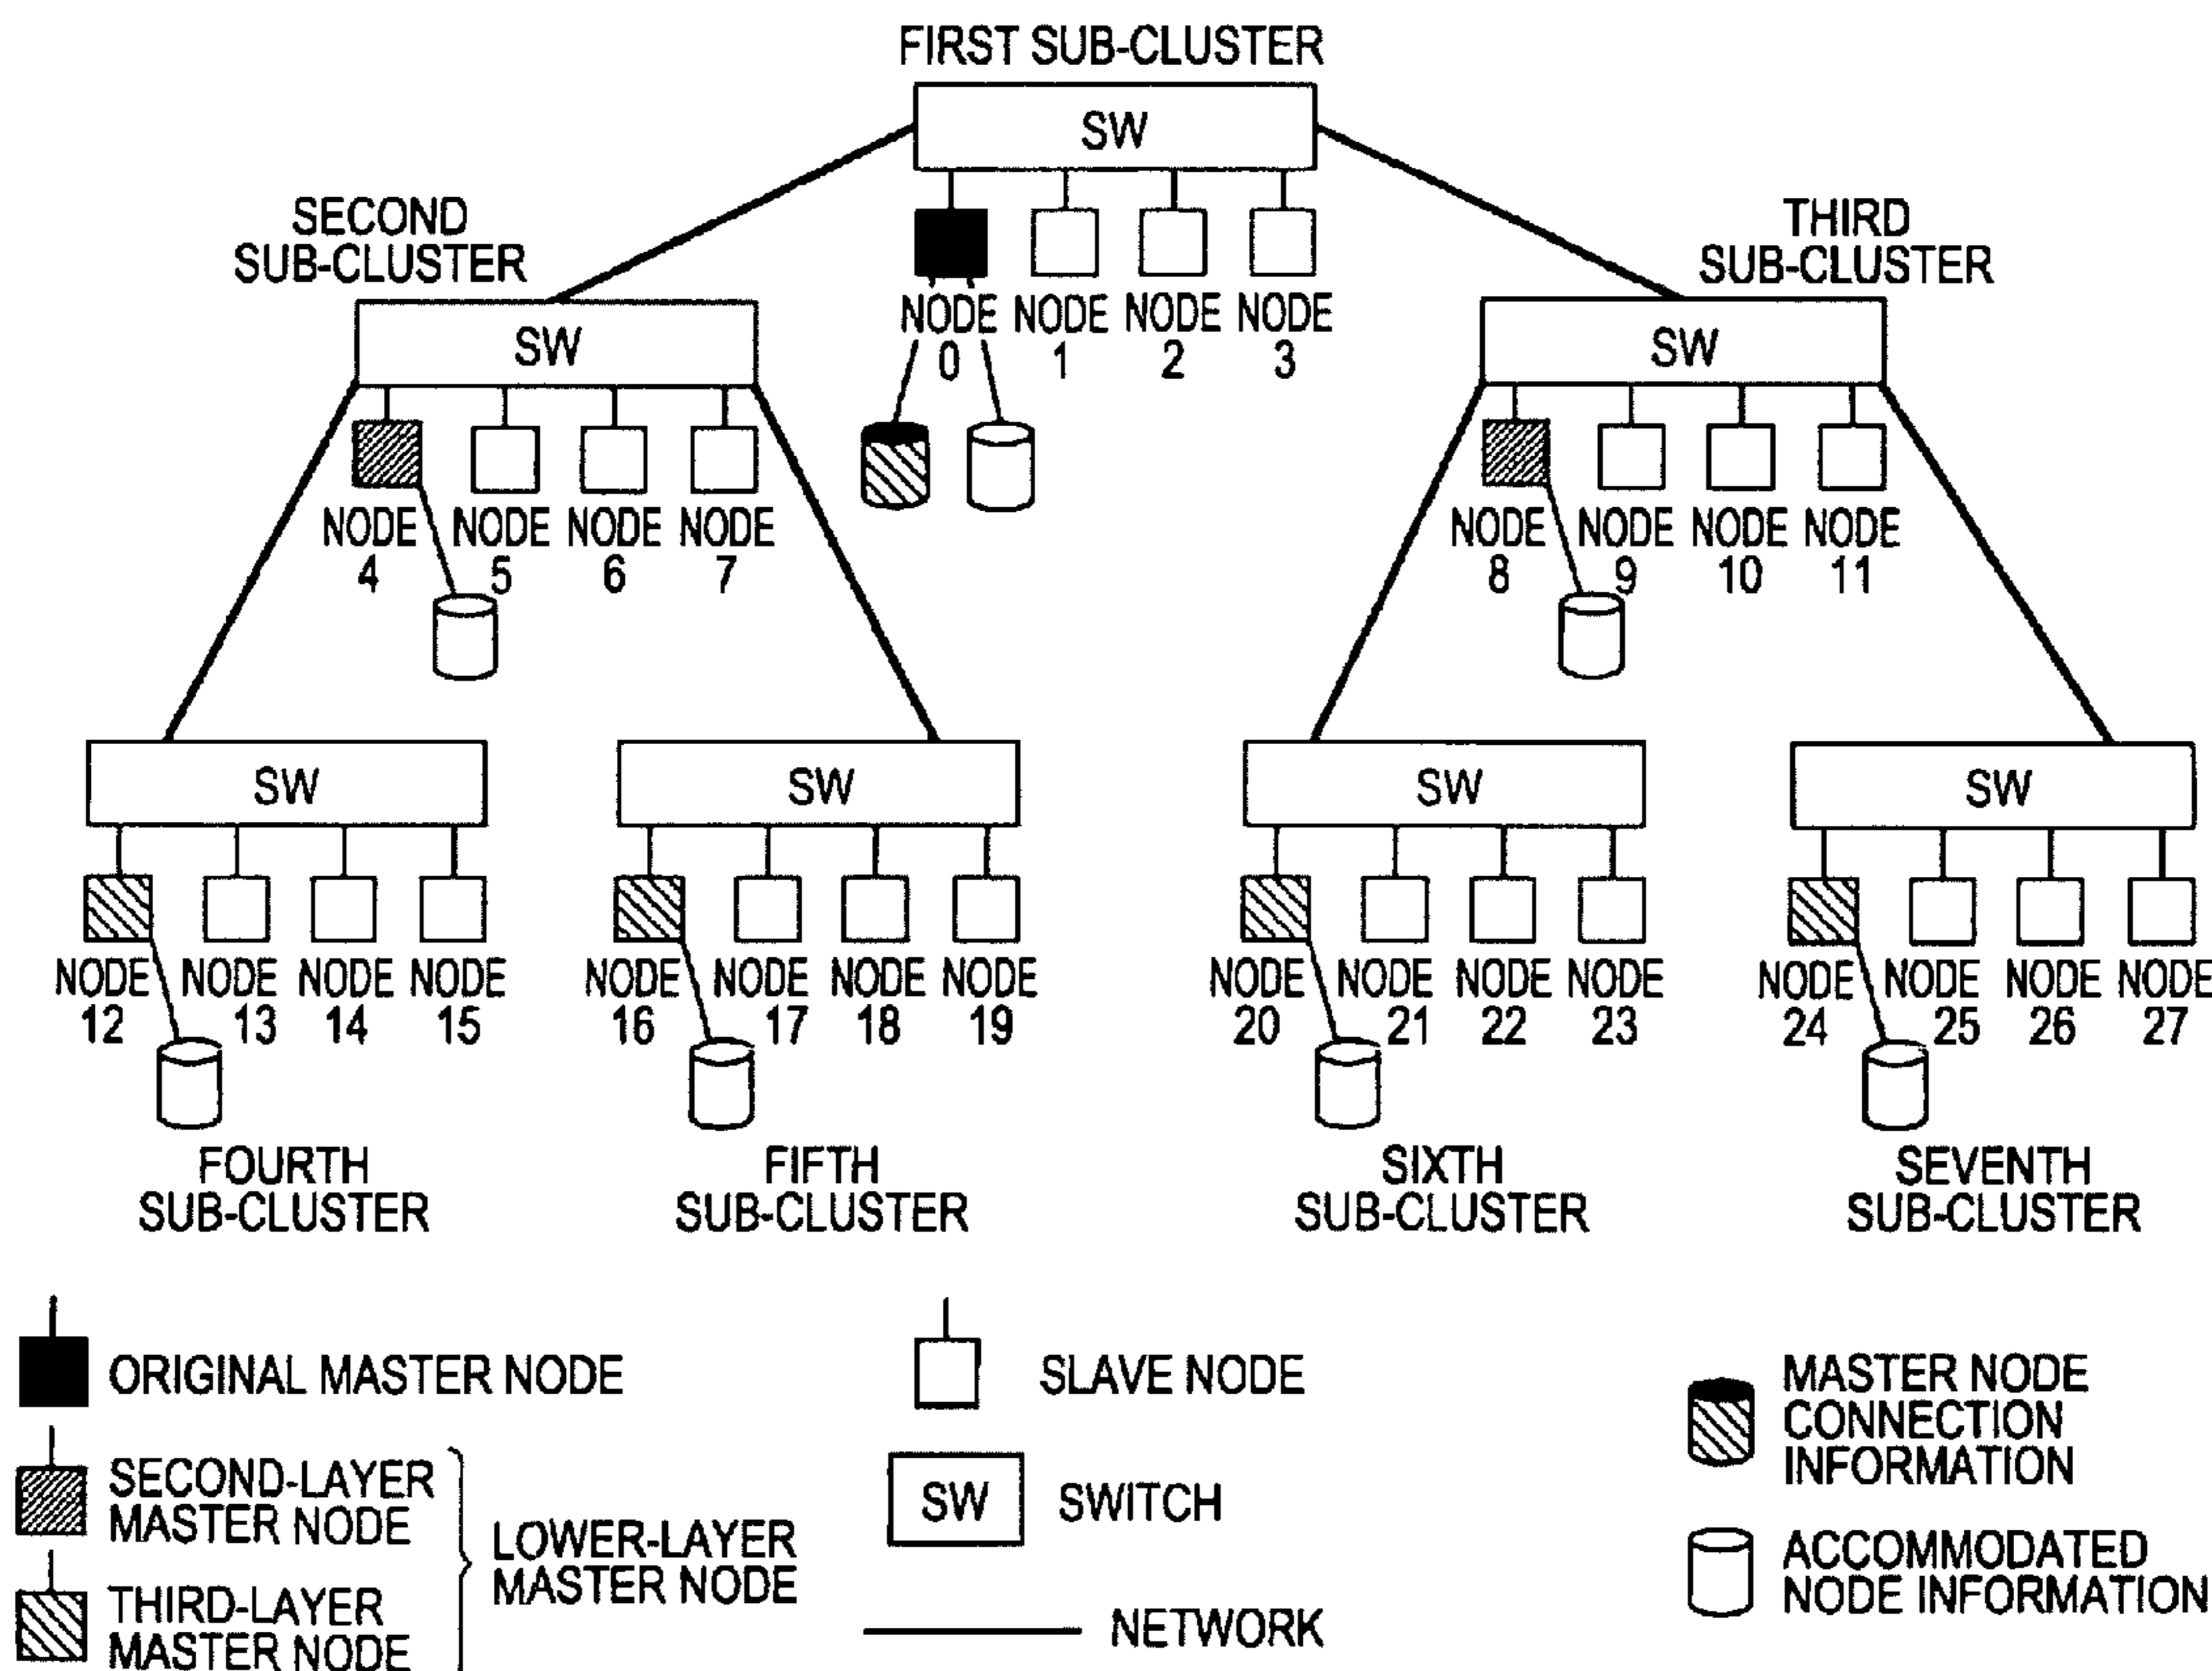 FIRST SUB-CLUSTER
SW
SECOND
SUB-CLUSTER
THIRD
SUB-CLUSTER
NODE NODE NODE NODE
0 1 2 3
SW
SW
NODE NODE NODE NODE
4 5 6 7
NODE NODE NODE NODE
8 9 10 11
SW
SW
SW
SW
NODE NODE NODE NODE
12 13 14 15
NODE NODE NODE NODE
16 17 18 19
NODE NODE NODE NODE
20 21 22 23
NODE NODE NODE NODE
24 25 26 27
FOURTH
SUB-CLUSTER
FIFTH
SUB-CLUSTER
SIXTH
SUB-CLUSTER
SEVENTH
SUB-CLUSTER
ORIGINAL MASTER NODE
SECOND-LAYER
MASTER NODE
THIRD-LAYER
MASTER NODE
LOWER-LAYER
MASTER NODE
SLAVE NODE
SW
SWITCH
NETWORK
MASTER NODE
CONNECTION
INFORMATION
ACCOMMODATED
NODE INFORMATION